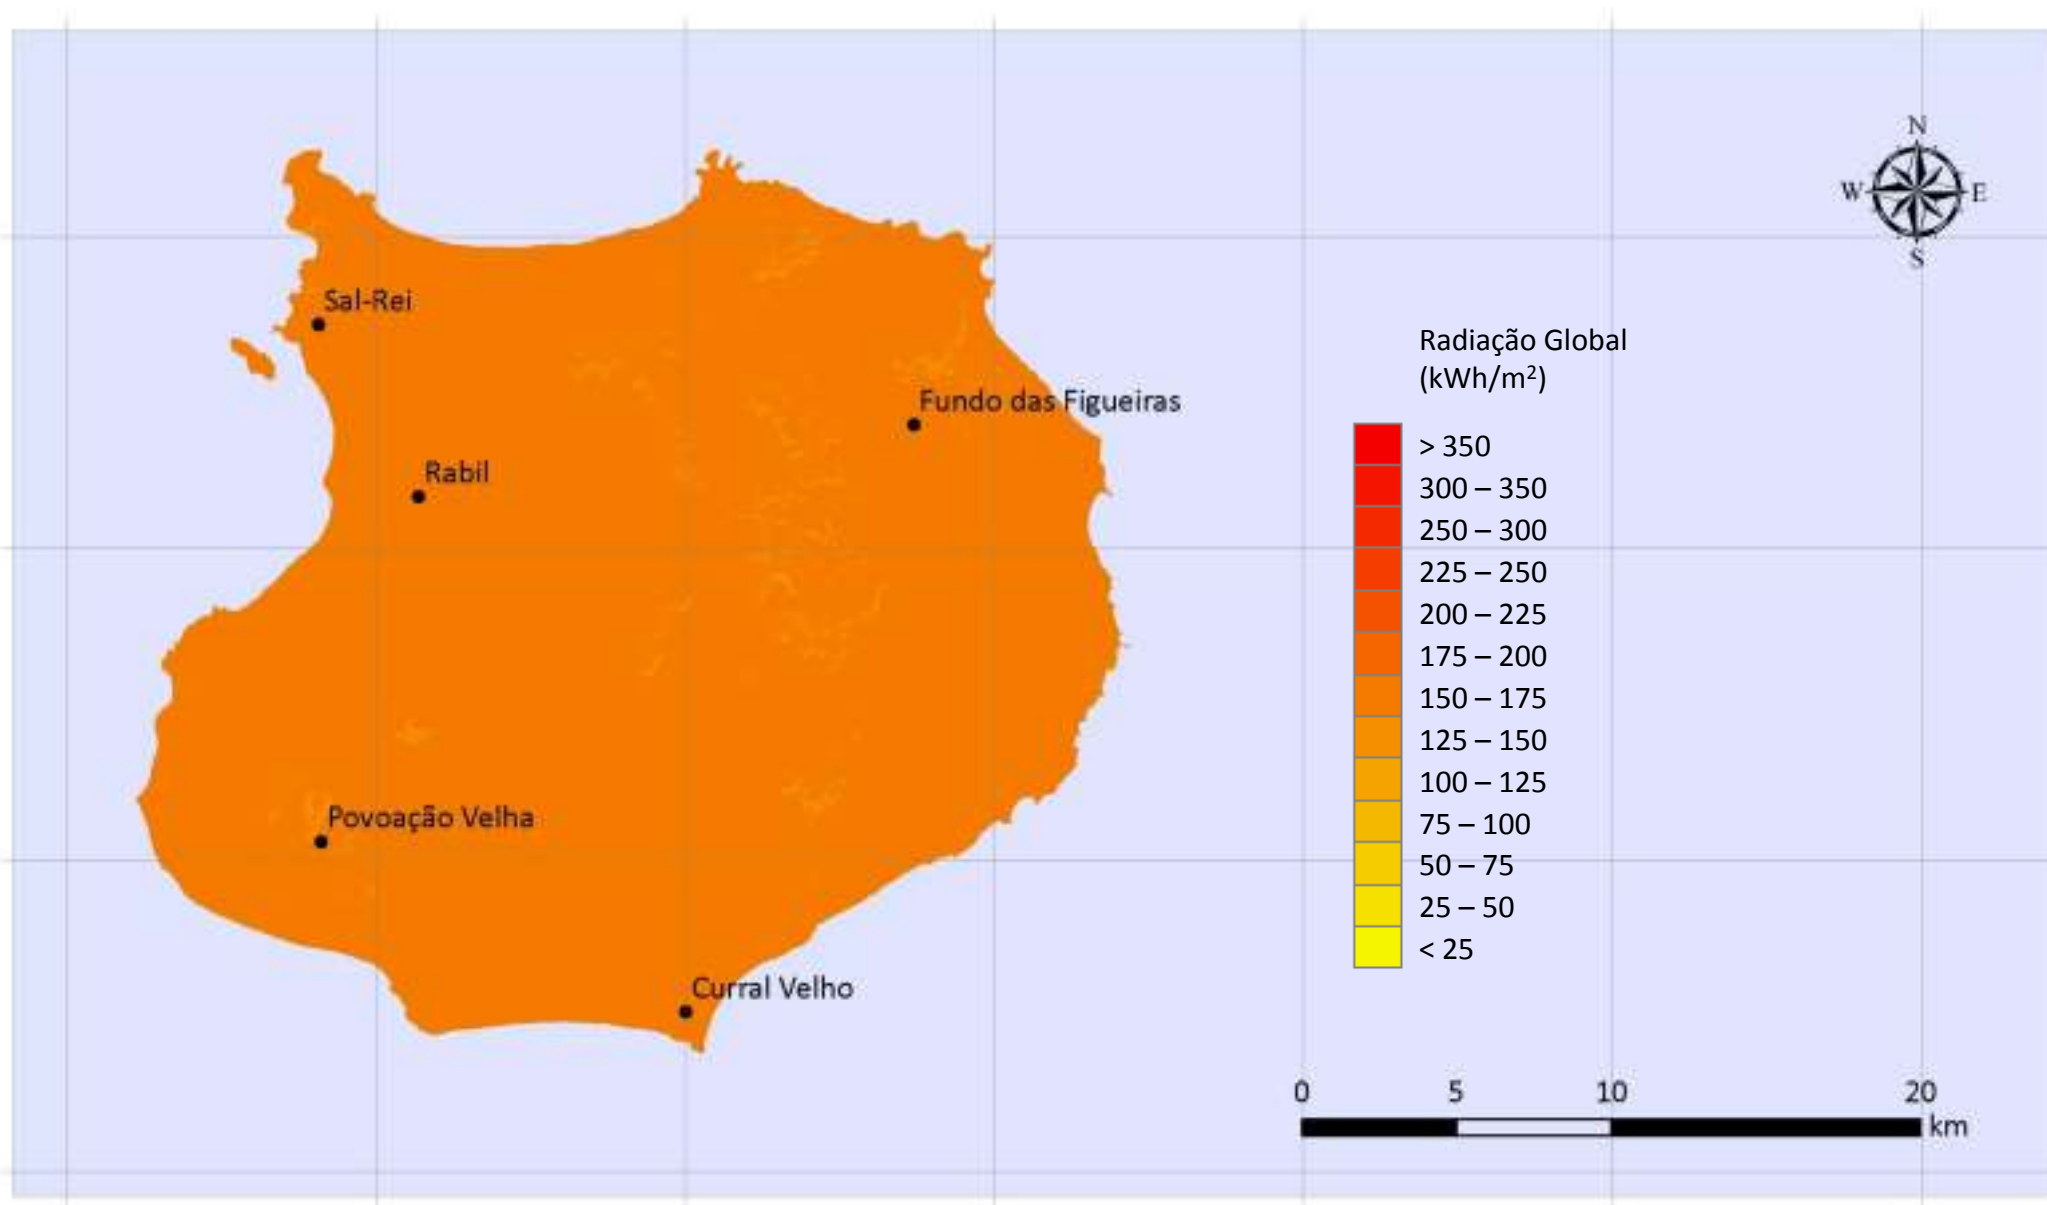 N
W E
S
Sal-Rei
Fundo das Figueiras
Rabil
Povoação Velha
Curral Velho
Radiação Global
(kWh/m²)
> 350
300 – 350
250 – 300
225 – 250
200 – 225
175 – 200
150 – 175
125 – 150
100 – 125
75 – 100
50 – 75
25 – 50
< 25
0 5 10 20
km